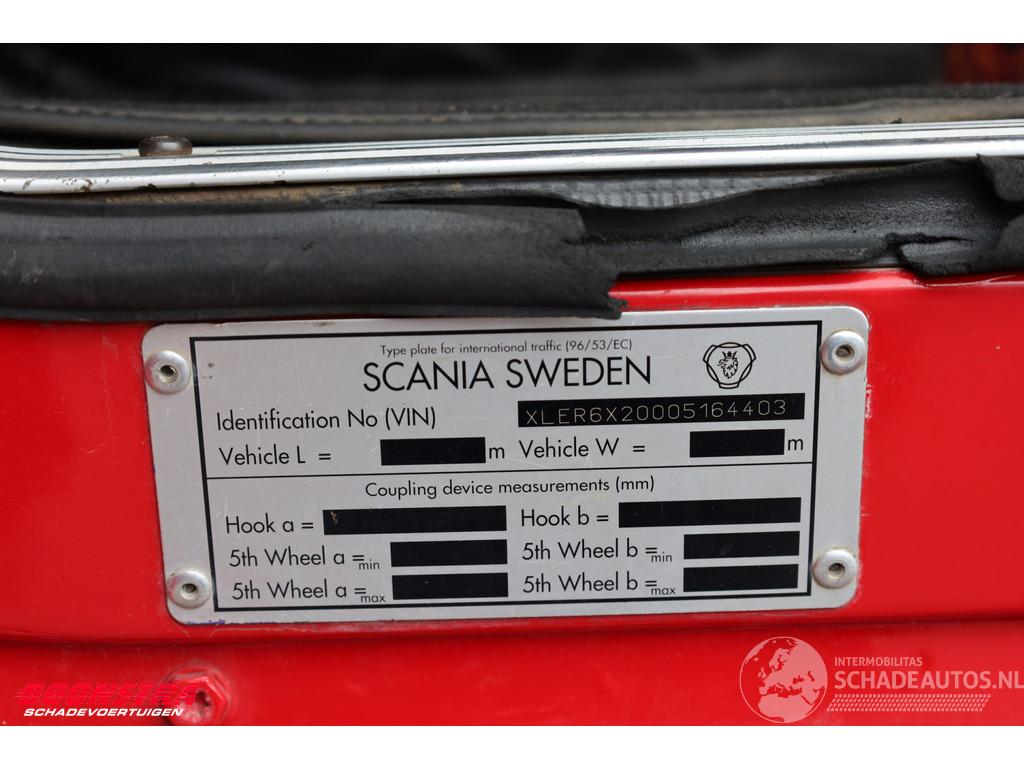 Type plate for international traffic (96/53/EC)
SCANIA SWEDEN
Identification No (VIN) XLER6X20005164403
Vehicle L = m Vehicle W = m
Coupling device measurements (mm)
Hook a = Hook b =
5th Wheel a =min 5th Wheel b =min
5th Wheel a =max 5th Wheel b =max
INTERMOBILITAS
SCHADEAUTOS.NL
SCHADEVOERTUIGEN